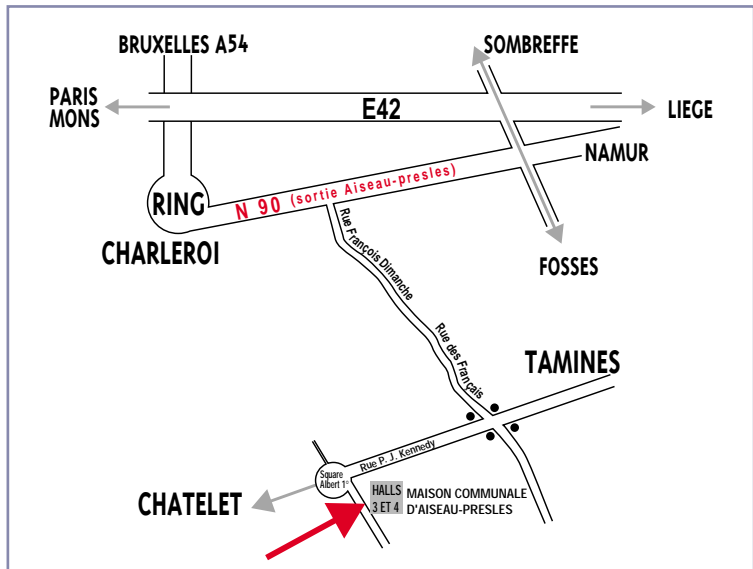 BRUXELLES A54
SOMBREFFE
PARIS
MONS
E42
LIEGE
NAMUR
RING
N 90 (sortie Aiseau-presles)
CHARLEROI
FOSSES
Rue François Dimanche
Rue des Français
TAMINES
Rue P. J. Kennedy
Square
Albert 1°
CHATELET
HALLS
3 ET 4
MAISON COMMUNALE
D'AISEAU-PRESLES